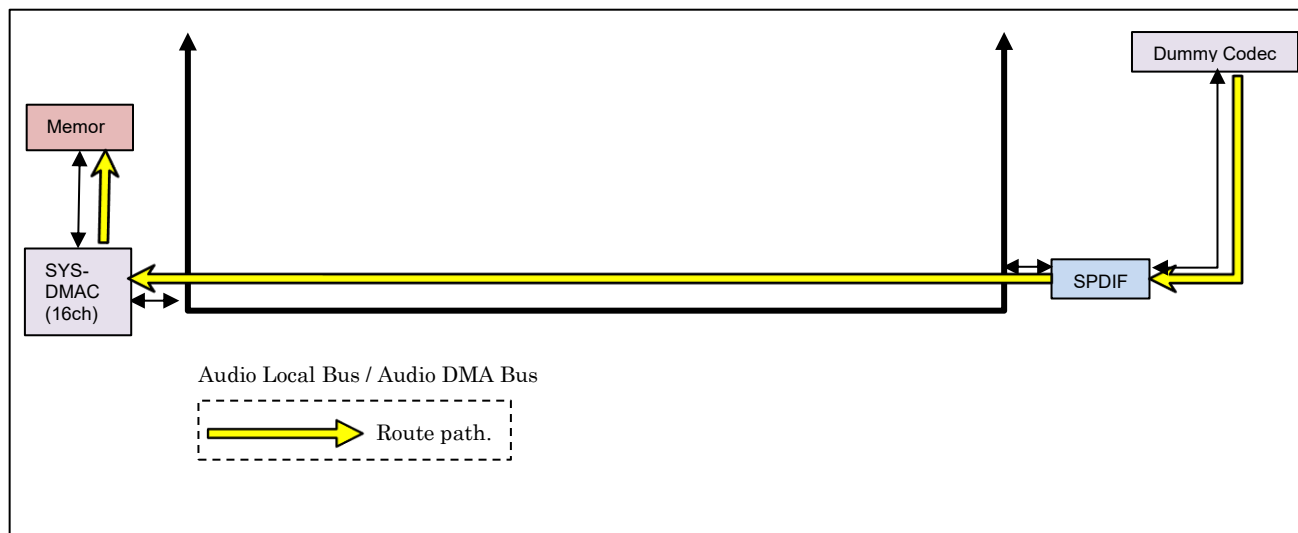 Dummy Codec
Memor
SYS-
DMAC
(16ch)
SPDIF
Audio Local Bus / Audio DMA Bus
Route path.